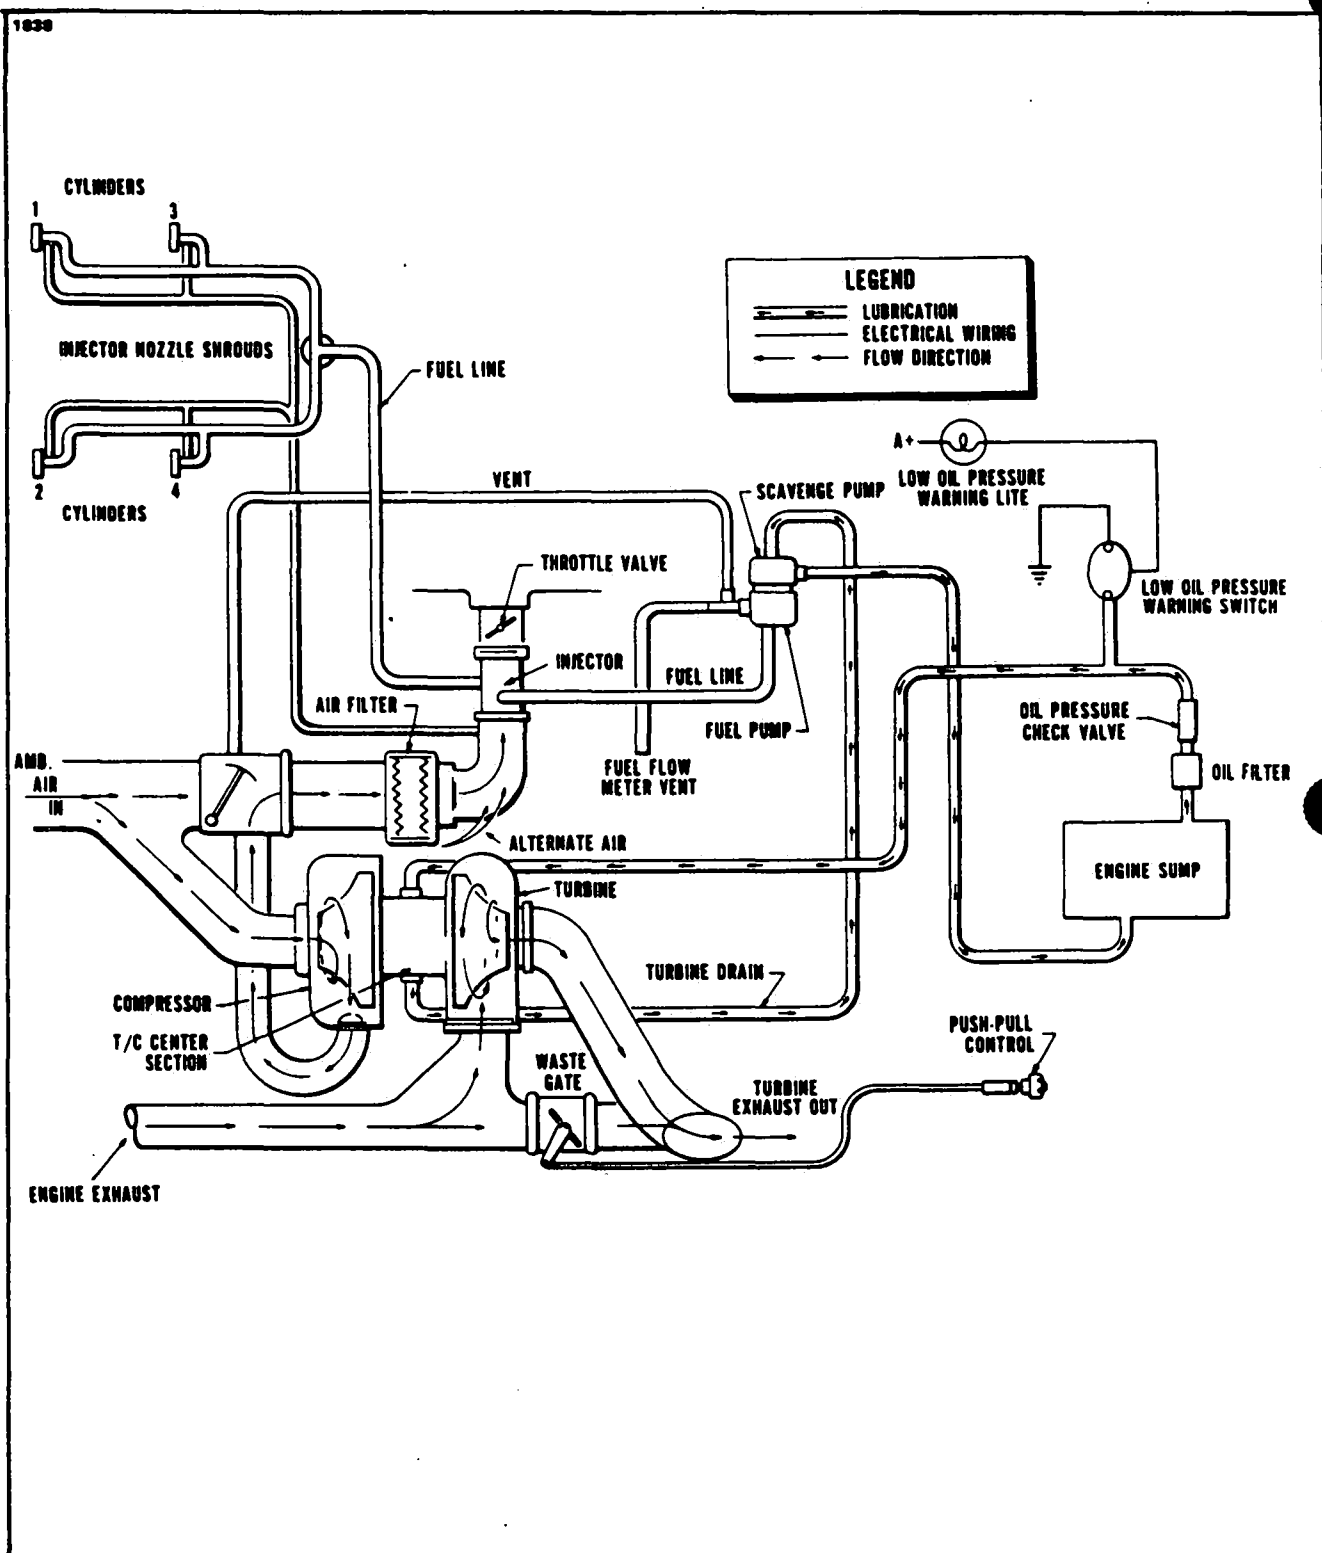 1838
CYLINDERS
1
3
INJECTOR NOZZLE SHROUDS
2
4
CYLINDERS
FUEL LINE
LEGEND
LUBRICATION
ELECTRICAL WIRING
FLOW DIRECTION
A+
LOW OIL PRESSURE
WARNING LITE
VENT
SCAVENGE PUMP
THROTTLE VALVE
LOW OIL PRESSURE
WARNING SWITCH
INJECTOR
FUEL LINE
AIR FILTER
FUEL PUMP
OIL PRESSURE
CHECK VALVE
OIL FILTER
AMB.
AIR
IN
FUEL FLOW
METER VENT
ALTERNATE AIR
ENGINE SUMP
TURBINE
TURBINE DRAIN
COMPRESSOR
T/C CENTER
SECTION
PUSH-PULL
CONTROL
WASTE
GATE
TURBINE
EXHAUST OUT
ENGINE EXHAUST